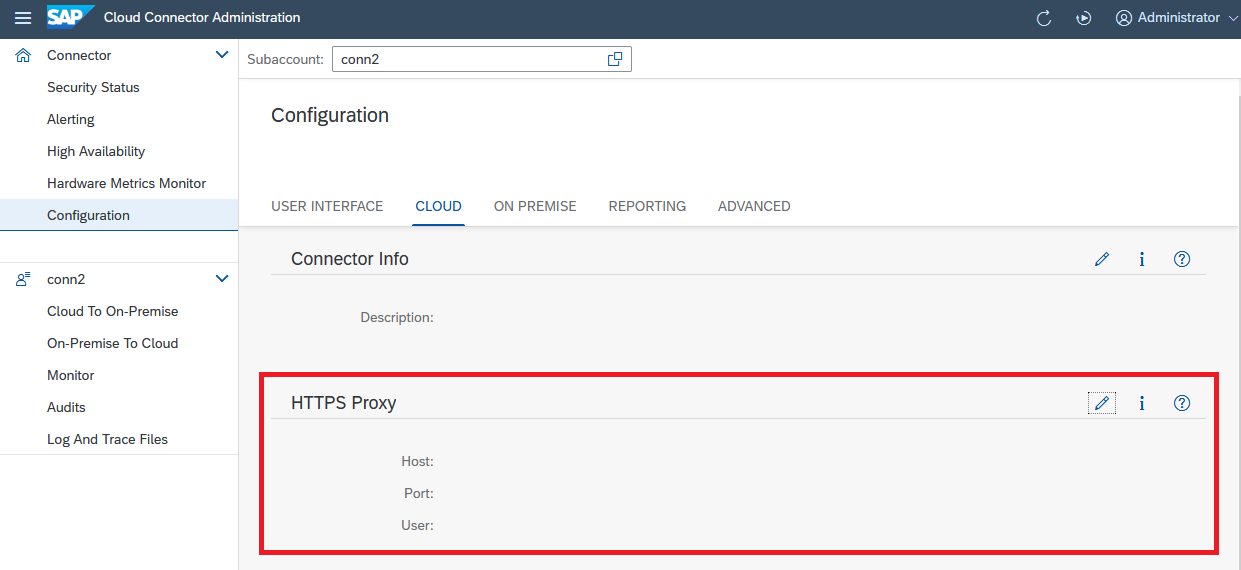 SAP Cloud Connector Administration
Administrator
Connector
Security Status
Alerting
High Availability
Hardware Metrics Monitor
Configuration
conn2
Cloud To On-Premise
On-Premise To Cloud
Monitor
Audits
Log And Trace Files
Subaccount: conn2
Configuration
USER INTERFACE CLOUD ON PREMISE REPORTING ADVANCED
Connector Info
Description:
HTTPS Proxy
Host:
Port:
User: